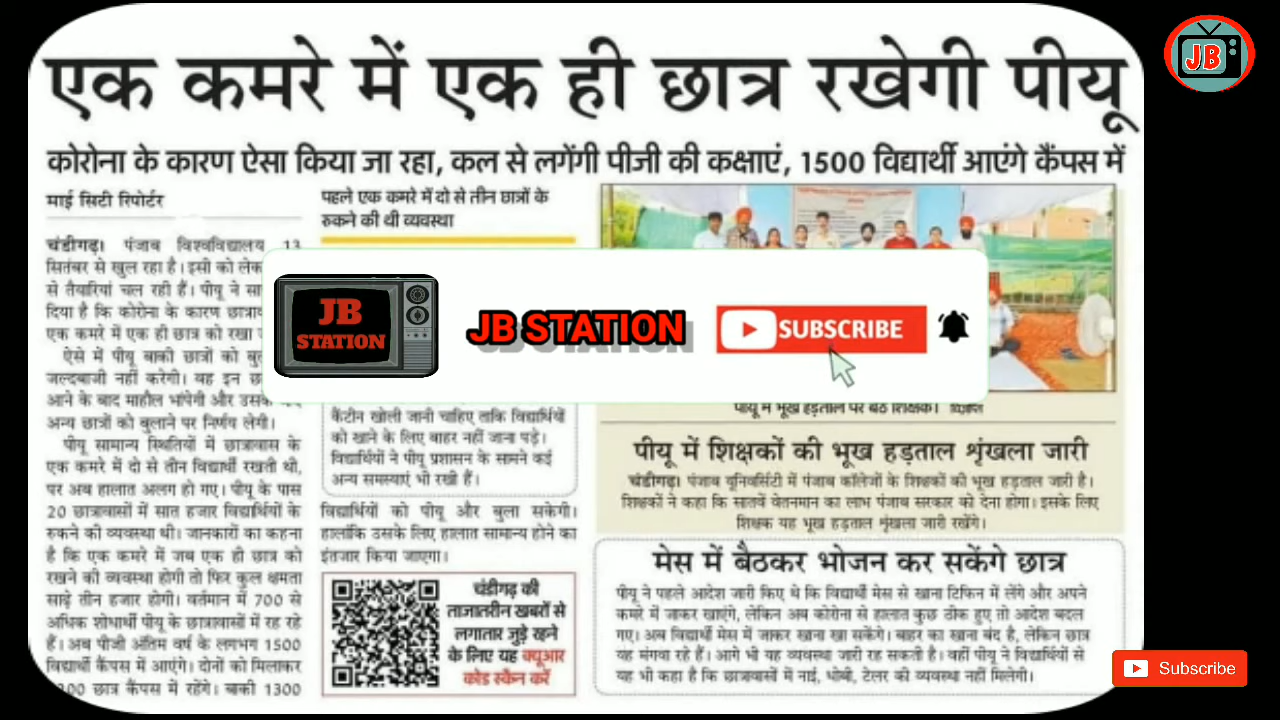 एक कमरे में एक ही छात्र रखेगी पीयू
कोरोना के कारण ऐसा किया जा रहा, कल से लगेंगी पीजी की कक्षाएं, 1500 विद्यार्थी आएंगे कैंपस में
माई सिटी रिपोर्टर
चंडीगढ़। पंजाब विश्वविद्यालय 13
सितंबर से खुल रहा है। इसी को लेक
से तैयारियां चल रही हैं। पीयू ने
दिया है कि कोरोना के कारण
एक कमरे में एक ही छात्र को रखा
ऐसे में पीयू बाकी छात्रों को
जल्दबाजी नहीं करेगी। वह इन
आने के बाद माहौल भांपेगी और
अन्य छात्रों को बुलाने पर निर्णय लेगी।
पीयू सामान्य स्थितियों में छात्रावास के
एक कमरे में दो से तीन विद्यार्थी रखती थी,
पर अब हालात अलग हो गए। पीयू के पास
20 छात्रावासों में सात हजार विद्यार्थियों के
रुकने की व्यवस्था थी। जानकारों का कहना
है कि एक कमरे में जब एक ही छात्र को
रखने की व्यवस्था होगी तो फिर कुल क्षमता
साढ़े तीन हजार होगी। वर्तमान में 700 से
अधिक शोधार्थी पीयू के छात्रावासों में रह रहे
हैं। अब पीजी अंतिम वर्ष के लगभग 1500
विद्यार्थी कैंपस में आएंगे। दोनों को मिलाकर
छात्र कैंपस में रहेंगे। बाकी 1300
पहले एक कमरे में दो से तीन छात्रों के
रुकने की थी व्यवस्था
कैंटीन खोली जानी चाहिए ताकि विद्यार्थियों
को खाने के लिए बाहर नहीं जाना पड़े।
विद्यार्थियों ने पीयू प्रशासन के सामने कई
अन्य समस्याएं भी रखी हैं।
विद्यार्थियों को पीयू और बुला सकेगी।
हालांकि उसके लिए हालात सामान्य होने का
इंतजार किया जाएगा।
चंडीगढ़ की
ताजातरीन खबरों से
लगातार जुड़े रहने
के लिए यह क्यूआर
कोड स्कैन करें
पीयू में भूख हड़ताल पर बैठे शिक्षक।
पीयू में शिक्षकों की भूख हड़ताल शृंखला जारी
चंडीगढ़। पंजाब यूनिवर्सिटी में पंजाब कॉलेजों के शिक्षकों की भूख हड़ताल जारी है।
शिक्षकों ने कहा कि सातवें वेतनमान का लाभ पंजाब सरकार को देना होगा। इसके लिए
शिक्षक यह भूख हड़ताल शृंखला जारी रखेंगे।
मेस में बैठकर भोजन कर सकेंगे छात्र
पीयू ने पहले आदेश जारी किए थे कि विद्यार्थी मेस से खाना टिफिन में लेंगे और अपने
कमरे में जाकर खाएंगे, लेकिन अब कोरोना से हालात कुछ ठीक हुए तो आदेश बदल
गए। अब विद्यार्थी मेस में जाकर खाना खा सकेंगे। बाहर का खाना बंद है, लेकिन छात्र
यह मंगवा रहे हैं। आगे भी यह व्यवस्था जारी रह सकती है। वहीं पीयू ने विद्यार्थियों से
यह भी कहा है कि छात्रावासों में नाई, धोबी, टेलर की व्यवस्था नहीं मिलेगी।
JB
STATION
JB STATION
SUBSCRIBE
JB
Subscribe